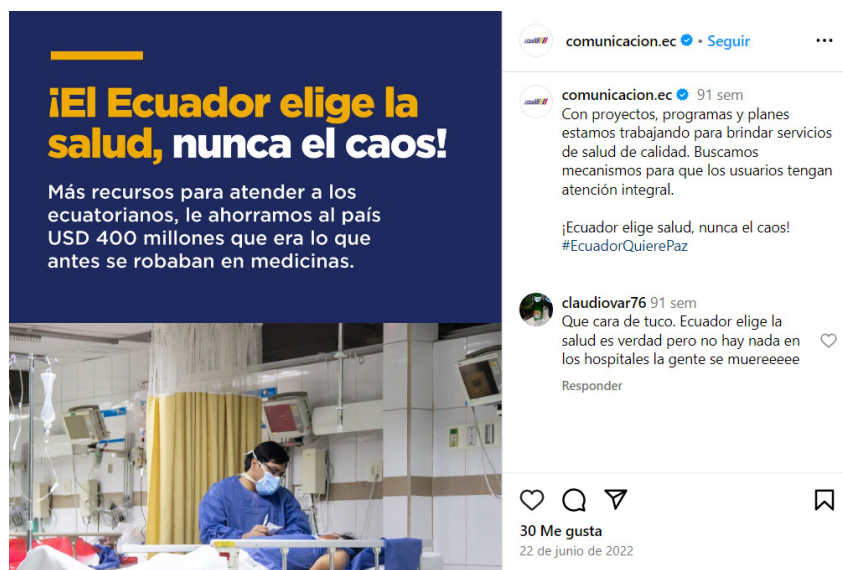 ¡El Ecuador elige la
salud, nunca el caos!
Más recursos para atender a los
ecuatorianos, le ahorramos al país
USD 400 millones que era lo que
antes se robaban en medicinas.
comunicacion.ec • Seguir
comunicacion.ec 91 sem
Con proyectos, programas y planes
estamos trabajando para brindar servicios
de salud de calidad. Buscamos
mecanismos para que los usuarios tengan
atención integral.
¡Ecuador elige salud, nunca el caos!
#EcuadorQuierePaz
claudiovar76 91 sem
Que cara de tuco. Ecuador elige la
salud es verdad pero no hay nada en
los hospitales la gente se muereeeee
Responder
30 Me gusta
22 de junio de 2022